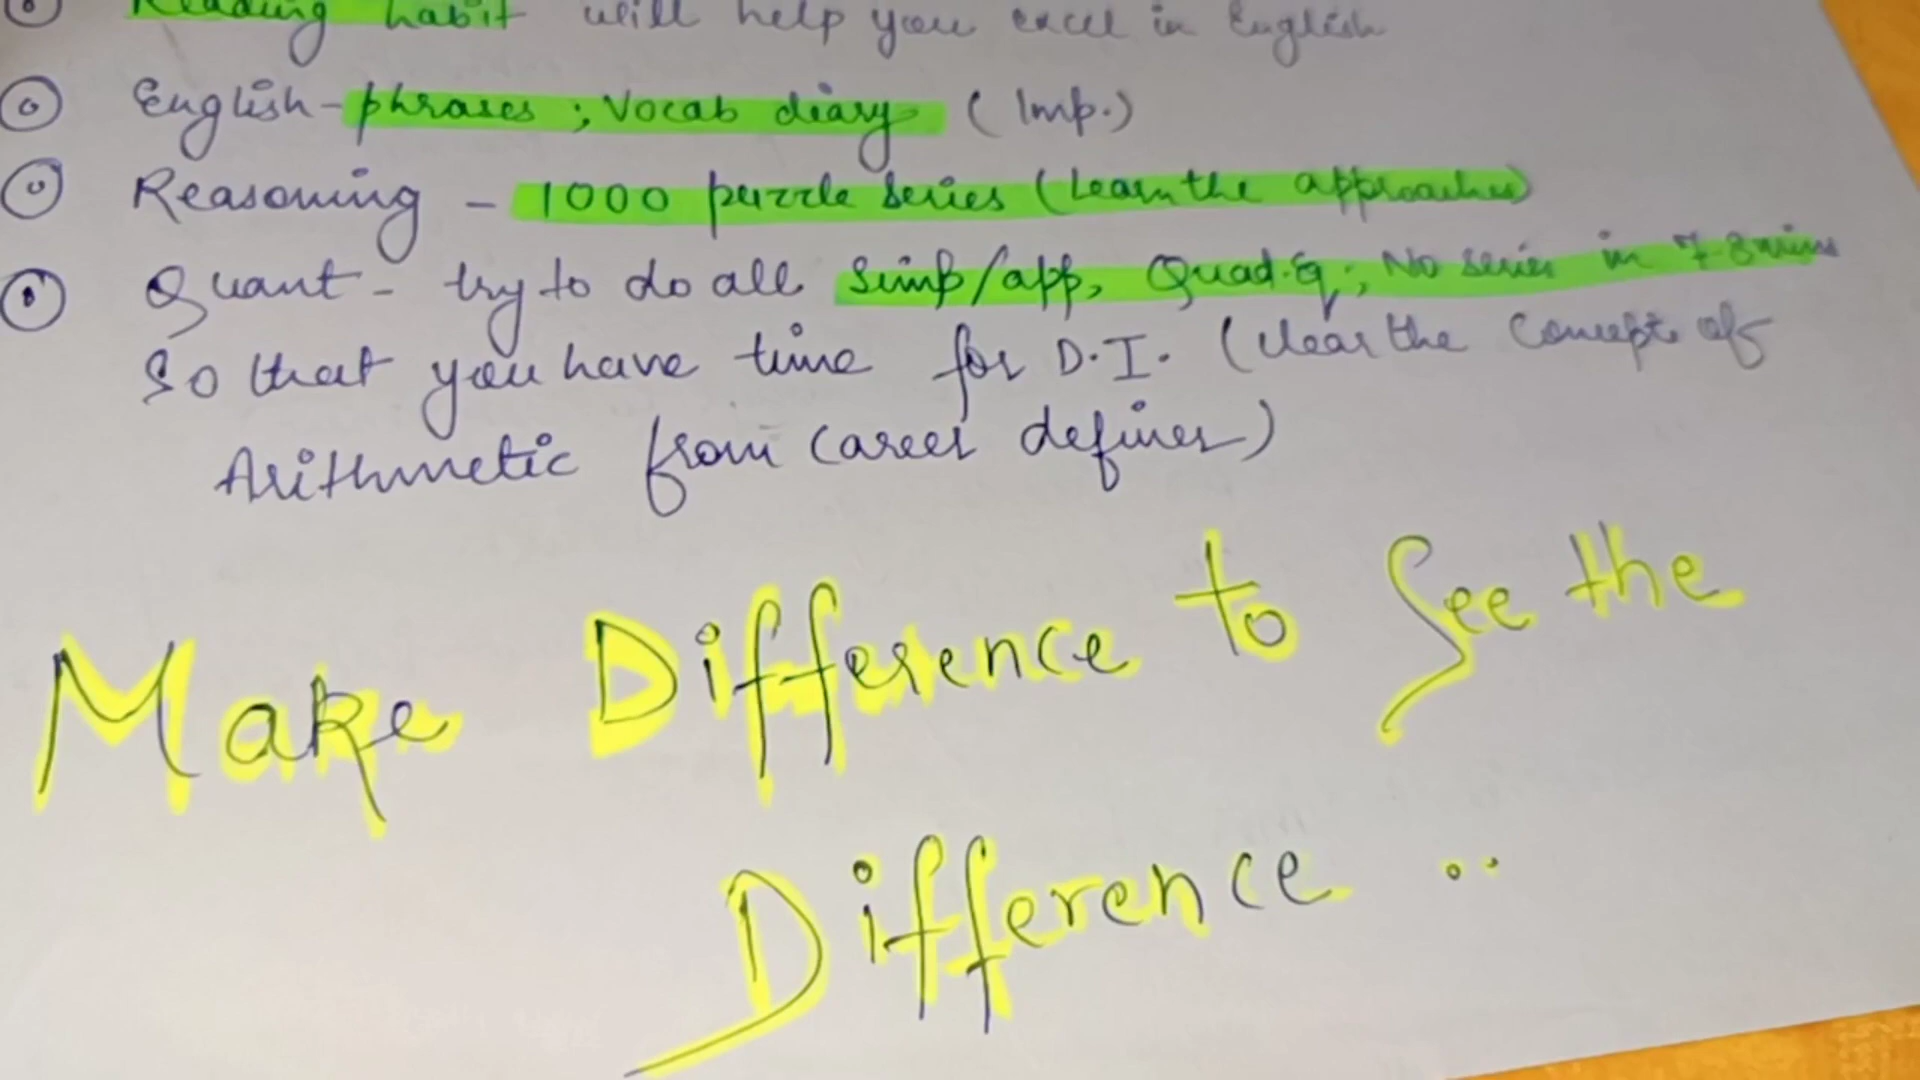 Reading habit will help you excel in English
English - phrases ; Vocab diary ( Imp. )
Reasoning - 1000 puzzle series ( Learn the approaches )
Quant - try to do all Simp/app, Quad.Eq. ; No series in 7-8 mins
So that you have time for D.I. ( Clear the Concepts of
Arithmetic from Career definer )
Make Difference to See the
Difference ..